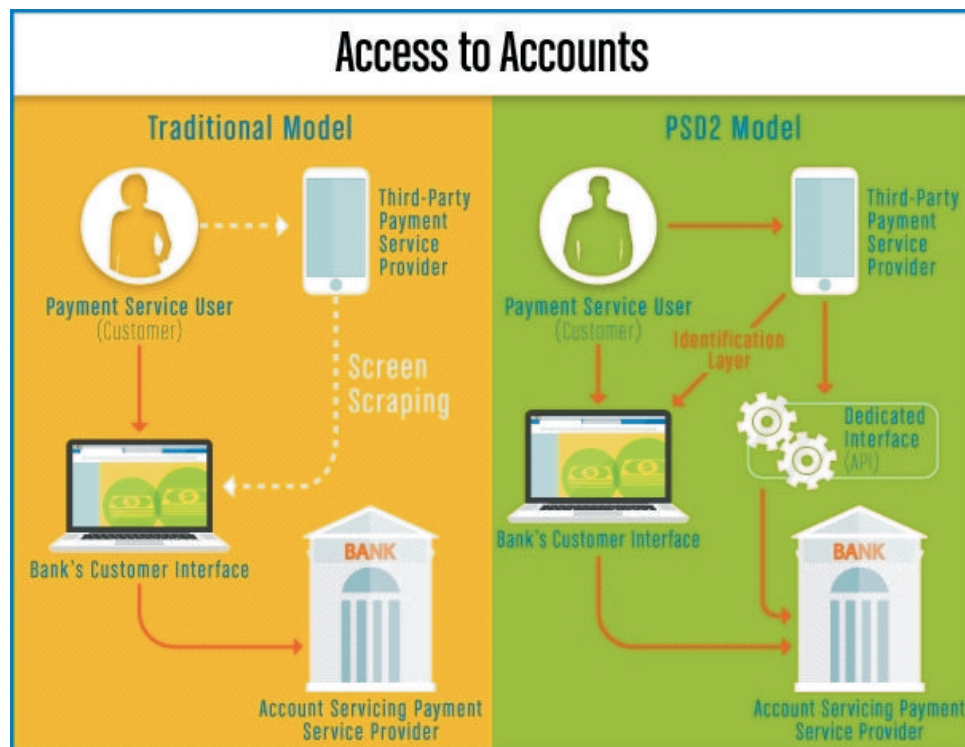 Access to Accounts
Traditional Model
Third-Party
Payment
Service
Provider
Payment Service User
(Customer)
Screen
Scraping
Bank's Customer Interface
BANK
Account Servicing Payment
Service Provider
PSD2 Model
Third-Party
Payment
Service
Provider
Payment Service User
(Customer)
Identification
Layer
Dedicated
Interface
(API)
Bank's Customer Interface
BANK
Account Servicing Payment
Service Provider